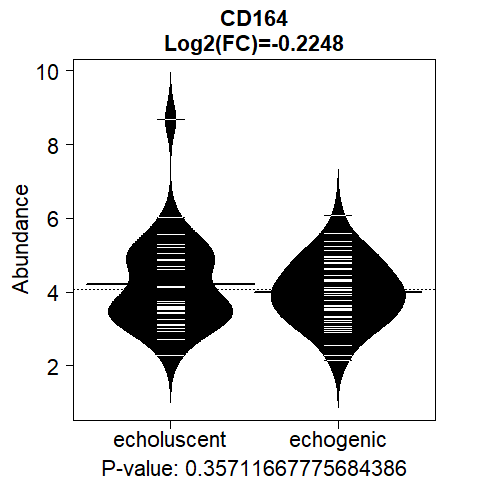 CD164
Log2(FC)=-0.2248
Abundance
10
8
6
4
2
echoluscent echogenic
P-value: 0.35711667775684386